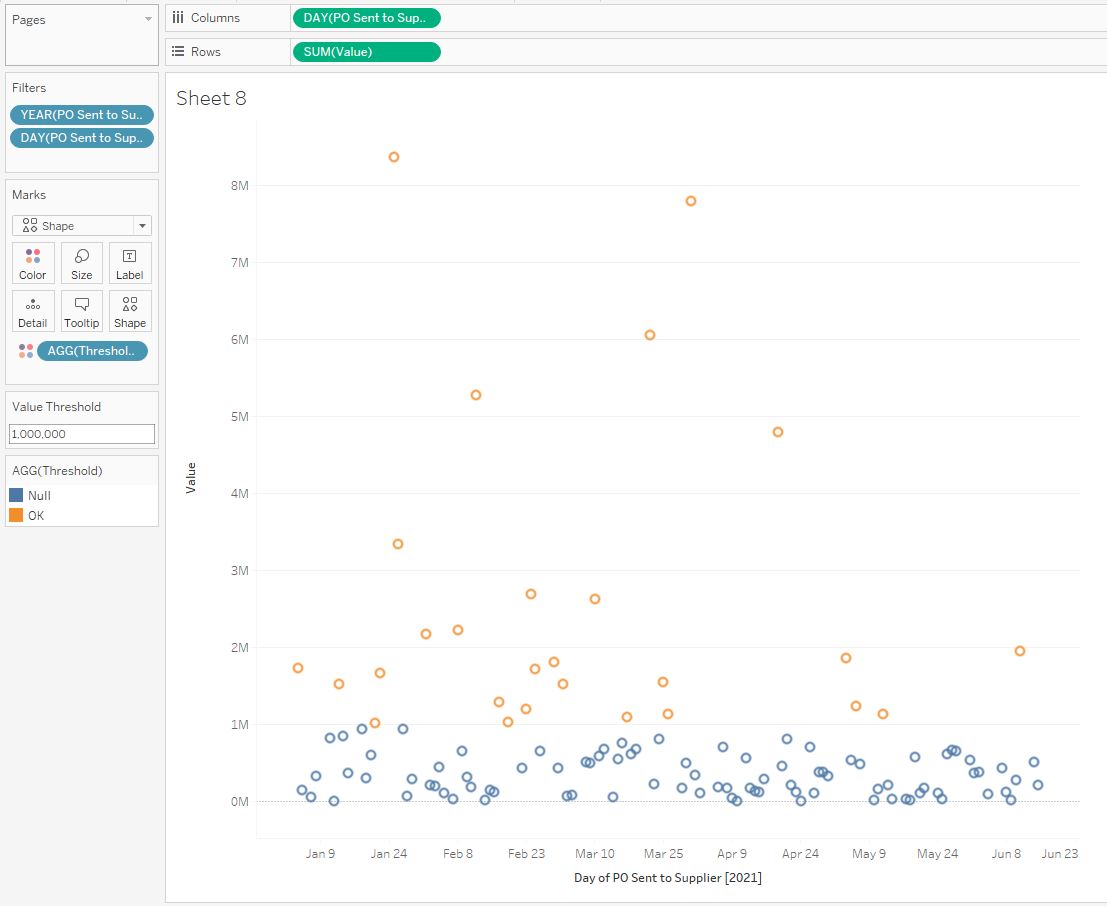 Pages
Columns
DAY(PO Sent to Sup..
Rows
SUM(Value)
Filters
YEAR(PO Sent to Su..
DAY(PO Sent to Sup..
Marks
Shape
Color Size Label
Detail Tooltip Shape
AGG(Threshol..
Value Threshold
1,000,000
AGG(Threshold)
Null
OK
Sheet 8
8M
7M
6M
5M
4M
3M
2M
1M
0M
Value
Jan 9 Jan 24 Feb 8 Feb 23 Mar 10 Mar 25 Apr 9 Apr 24 May 9 May 24 Jun 8 Jun 23
Day of PO Sent to Supplier [2021]